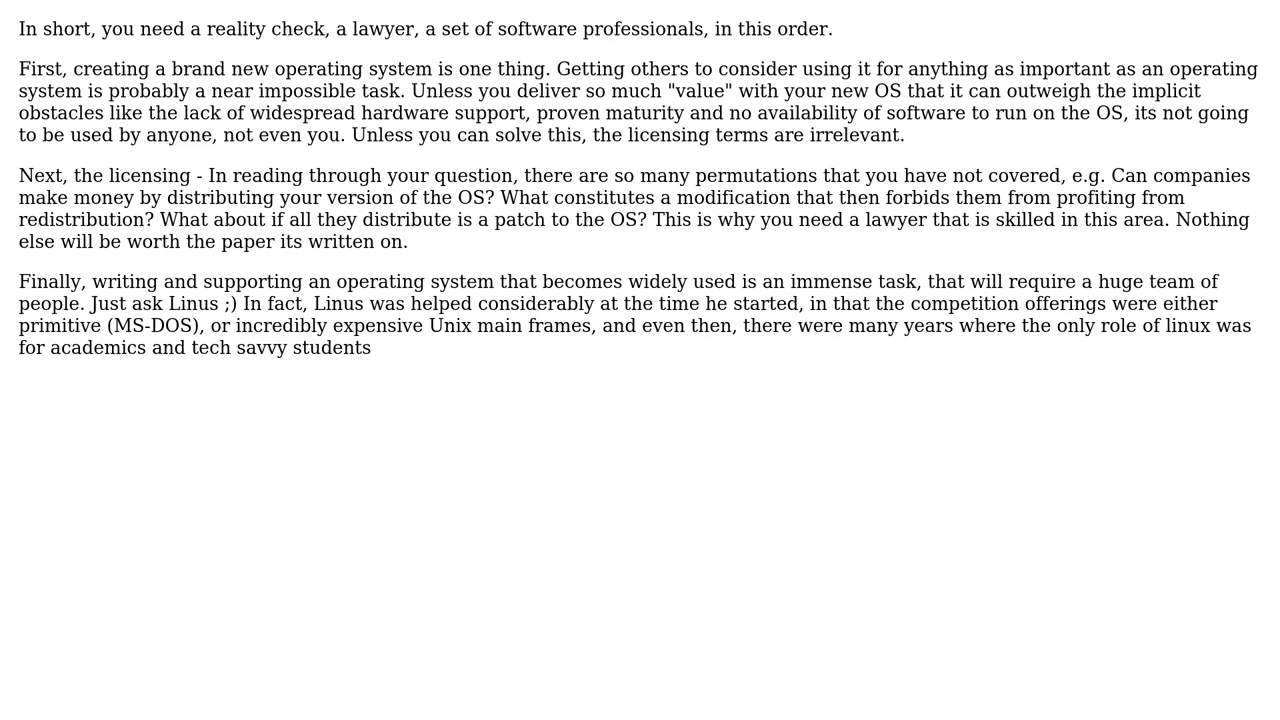 In short, you need a reality check, a lawyer, a set of software professionals, in this order.
First, creating a brand new operating system is one thing. Getting others to consider using it for anything as important as an operating
system is probably a near impossible task. Unless you deliver so much "value" with your new OS that it can outweigh the implicit
obstacles like the lack of widespread hardware support, proven maturity and no availability of software to run on the OS, its not going
to be used by anyone, not even you. Unless you can solve this, the licensing terms are irrelevant.
Next, the licensing - In reading through your question, there are so many permutations that you have not covered, e.g. Can companies
make money by distributing your version of the OS? What constitutes a modification that then forbids them from profiting from
redistribution? What about if all they distribute is a patch to the OS? This is why you need a lawyer that is skilled in this area. Nothing
else will be worth the paper its written on.
Finally, writing and supporting an operating system that becomes widely used is an immense task, that will require a huge team of
people. Just ask Linus ;) In fact, Linus was helped considerably at the time he started, in that the competition offerings were either
primitive (MS-DOS), or incredibly expensive Unix main frames, and even then, there were many years where the only role of linux was
for academics and tech savvy students